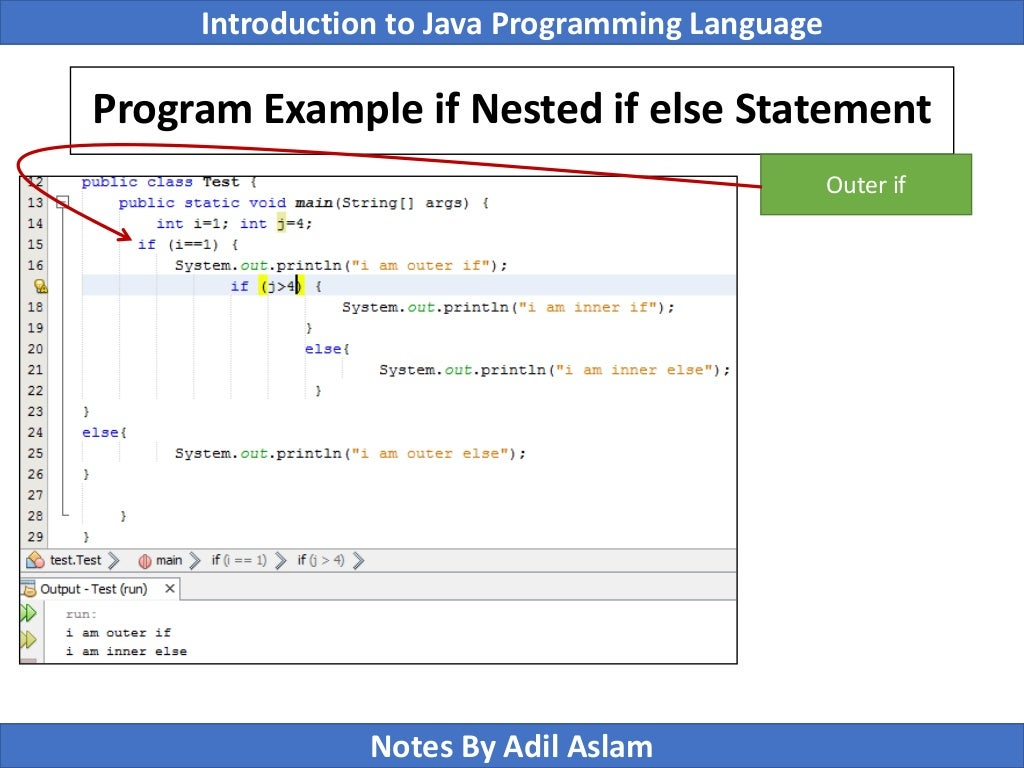 Introduction to Java Programming Language
Program Example if Nested if else Statement
Outer if
12 public class Test {
13 public static void main(String[] args) {
14 int i=1; int j=4;
15 if (i==1) {
16 System.out.println("i am outer if");
if (j>4) {
18 System.out.println("i am inner if");
19 }
20 else{
21 System.out.println("i am inner else");
22 }
23 }
24 else{
25 System.out.println("i am outer else");
26 }
27
28 }
29 }
test.Test main if (i == 1) if (j > 4)
Output - Test (run)
run:
i am outer if
i am inner else
Notes By Adil Aslam